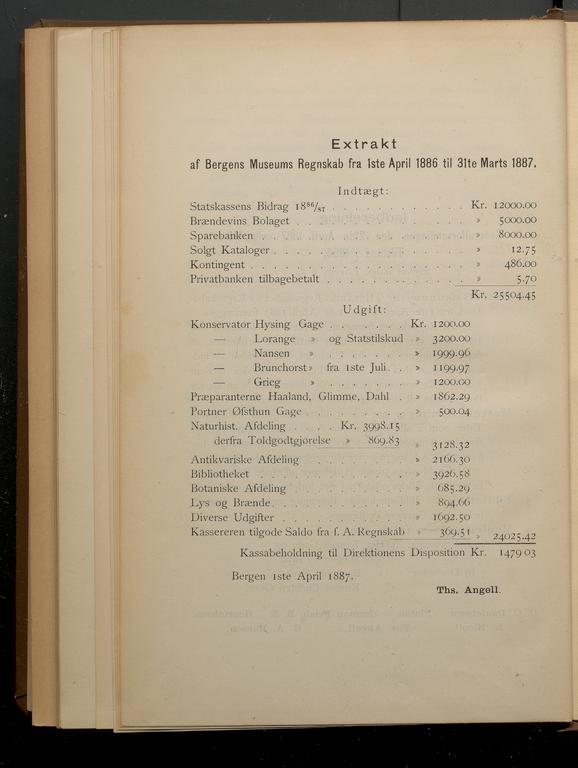 Extrakt
af Bergens Museums Regnskab fra 1ste April 1886 til 31te Marts 1887.
Indtægt:
Statskassens Bidrag 18⁸⁶/₈₇ . . . . . . . . . . . Kr. 12000.00
Brændevins Bolaget . . . . . . . . . . . . . » 5000.00
Sparebanken . . . . . . . . . . . . . . . » 8000.00
Solgt Kataloger . . . . . . . . . . . . . . » 12.75
Kontingent . . . . . . . . . . . . . . . . » 486.00
Privatbanken tilbagebetalt . . . . . . . . . . » 5.70
Kr. 25504.45
Udgift:
Konservator Hysing Gage . . . . . . Kr. 1200.00
— Lorange » og Statstilskud » 3200.00
— Nansen » . . . . . . . » 1999.96
— Brunchorst » fra 1ste Juli . . » 1199.97
— Grieg » . . . . . . . » 1200.00
Præparanterne Haaland, Glimme, Dahl . » 1862.29
Portner Øfsthun Gage . . . . . . . . . » 500.04
Naturhist. Afdeling . . . . Kr. 3998.15
derfra Toldgodtgjørelse » 869.83 » 3128.32
Antikvariske Afdeling . . . . . . . . » 2166.30
Bibliotheket . . . . . . . . . . . . » 3926.58
Botaniske Afdeling . . . . . . . . . » 685.29
Lys og Brænde . . . . . . . . . . . » 894.66
Diverse Udgifter . . . . . . . . . . » 1692.50
Kassereren tilgode Saldo fra f. A. Regnskab » 369.51 » 24025.42
Kassabeholdning til Direktionens Disposition Kr. 1479 03
Bergen 1ste April 1887.
Ths. Angell.